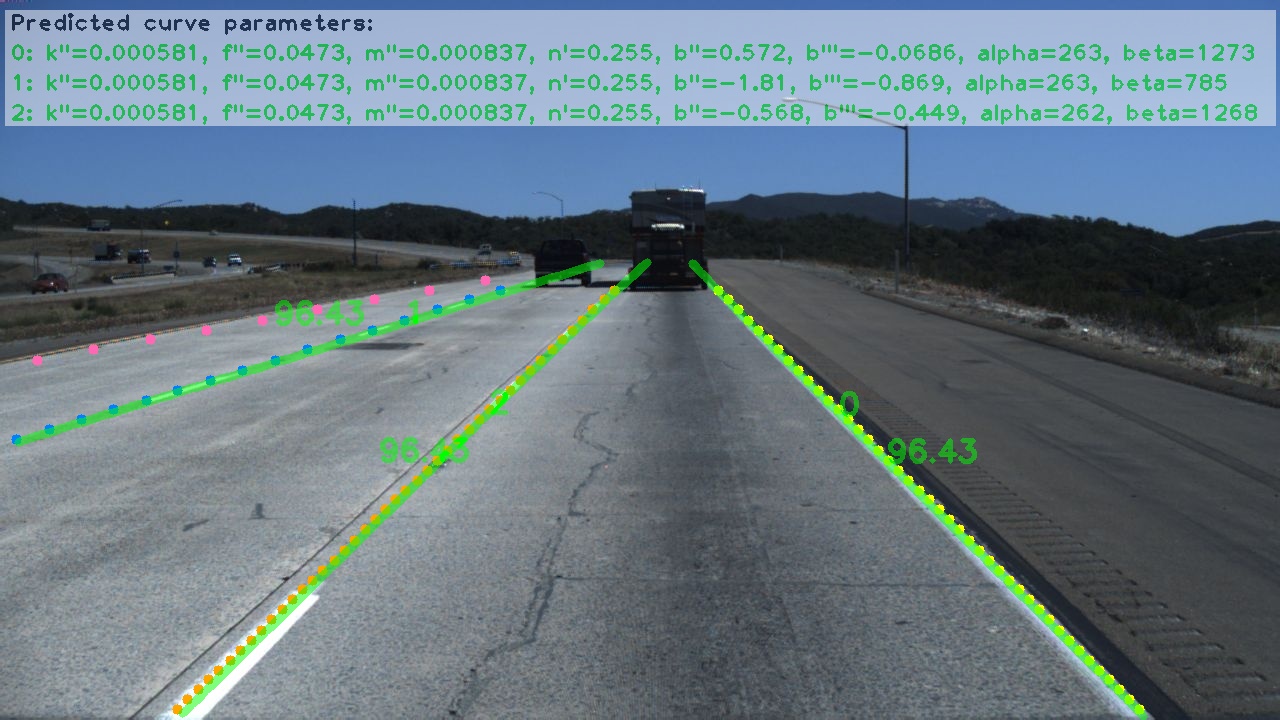 Predicted curve parameters:
0: k''=0.000581, f''=0.0473, m''=0.000837, n'=0.255, b''=0.572, b'''=-0.0686, alpha=263, beta=1273
1: k''=0.000581, f''=0.0473, m''=0.000837, n'=0.255, b''=-1.81, b'''=-0.869, alpha=263, beta=785
2: k''=0.000581, f''=0.0473, m''=0.000837, n'=0.255, b''=-0.568, b'''=-0.449, alpha=262, beta=1268
98.43 1
2 0
96.43